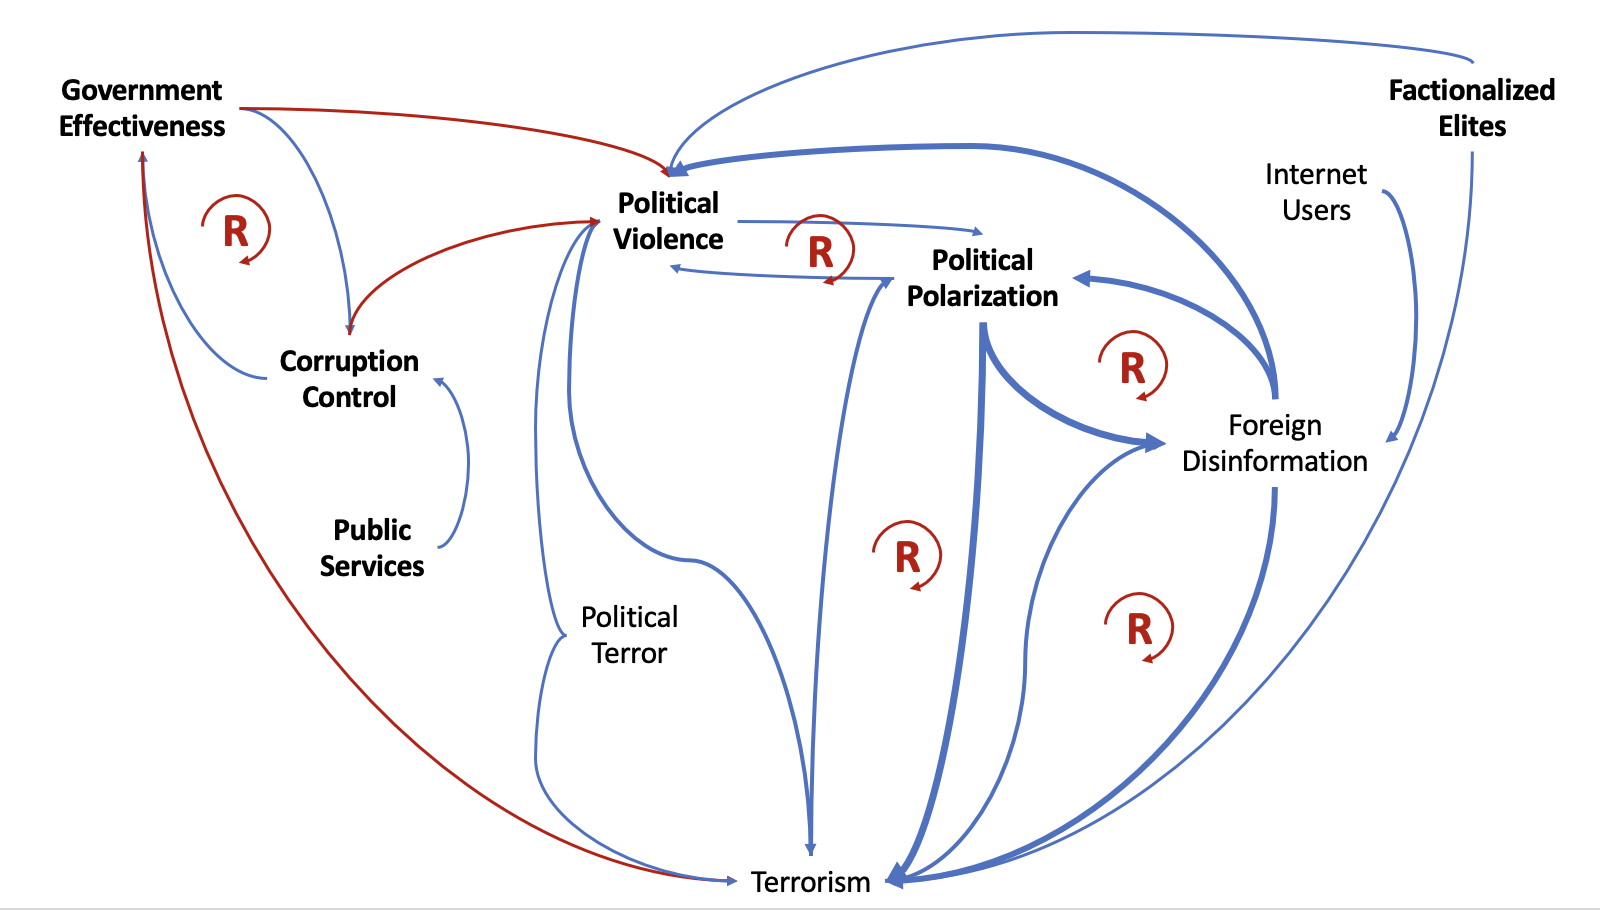 Government
Effectiveness
Factionalized
Elites
Internet
Users
R
Political
Violence
R
Political
Polarization
Corruption
Control
R
Foreign
Disinformation
Public
Services
R
Political
Terror
R
Terrorism